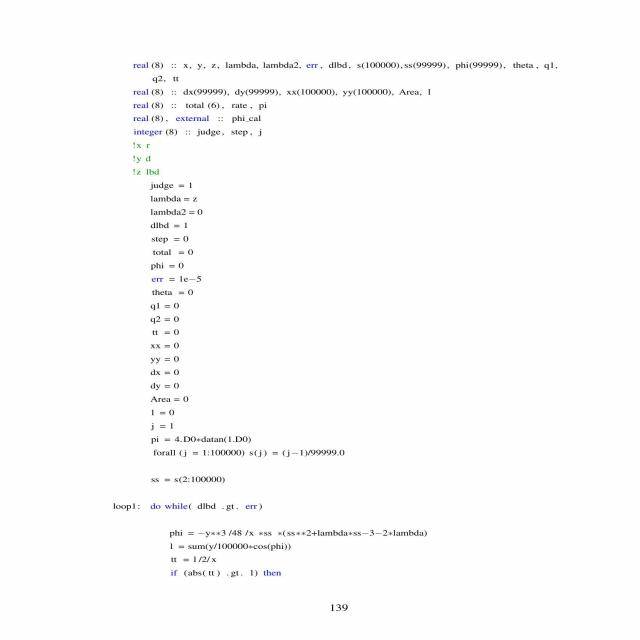 real (8) :: x, y, z, lambda, lambda2, err , dlbd, s(100000),ss(99999), phi(99999), theta , q1,
q2, tt
real (8) :: dx(99999), dy(99999), xx(100000), yy(100000), Area, l
real (8) :: total (6) , rate , pi
real (8) , external :: phi_cal
integer (8) :: judge , step , j
!x r
!y d
!z lbd
judge = 1
lambda = z
lambda2 = 0
dlbd = 1
step = 0
total = 0
phi = 0
err = 1e−5
theta = 0
q1 = 0
q2 = 0
tt = 0
xx = 0
yy = 0
dx = 0
dy = 0
Area = 0
l = 0
j = 1
pi = 4.D0∗datan(1.D0)
forall ( j = 1:100000) s( j ) = ( j−1)/99999.0
ss = s(2:100000)
loop1: do while( dlbd .gt. err )
phi = −y∗∗3 /48 /x ∗ss ∗(ss∗∗2+lambda∗ss−3−2∗lambda)
l = sum(y/100000∗cos(phi))
tt = l /2/ x
if (abs( tt ) .gt. 1) then
139